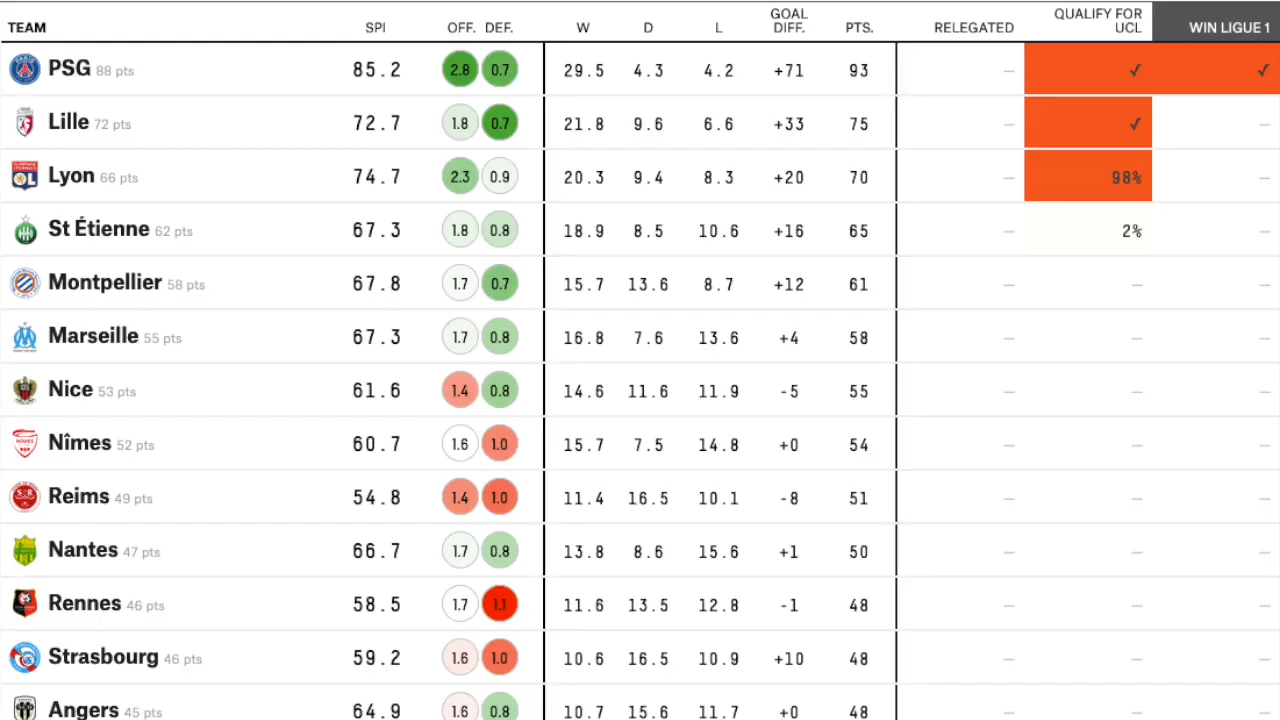 TEAM SPI OFF. DEF. W D L GOAL DIFF. PTS. RELEGATED QUALIFY FOR UCL WIN LIGUE 1
PSG 88 pts 85.2 2.8 0.7 29.5 4.3 4.2 +71 93 — ✓ ✓
Lille 72 pts 72.7 1.8 0.7 21.8 9.6 6.6 +33 75 — ✓ —
Lyon 66 pts 74.7 2.3 0.9 20.3 9.4 8.3 +20 70 — 98% —
St Étienne 62 pts 67.3 1.8 0.8 18.9 8.5 10.6 +16 65 — 2% —
Montpellier 58 pts 67.8 1.7 0.7 15.7 13.6 8.7 +12 61 — — —
Marseille 55 pts 67.3 1.7 0.8 16.8 7.6 13.6 +4 58 — — —
Nice 53 pts 61.6 1.4 0.8 14.6 11.6 11.9 -5 55 — — —
Nîmes 52 pts 60.7 1.6 1.0 15.7 7.5 14.8 +0 54 — — —
Reims 49 pts 54.8 1.4 1.0 11.4 16.5 10.1 -8 51 — — —
Nantes 47 pts 66.7 1.7 0.8 13.8 8.6 15.6 +1 50 — — —
Rennes 46 pts 58.5 1.7 1.1 11.6 13.5 12.8 -1 48 — — —
Strasbourg 46 pts 59.2 1.6 1.0 10.6 16.5 10.9 +10 48 — — —
Angers 45 pts 64.9 1.6 0.8 10.7 15.6 11.7 +0 48 — — —